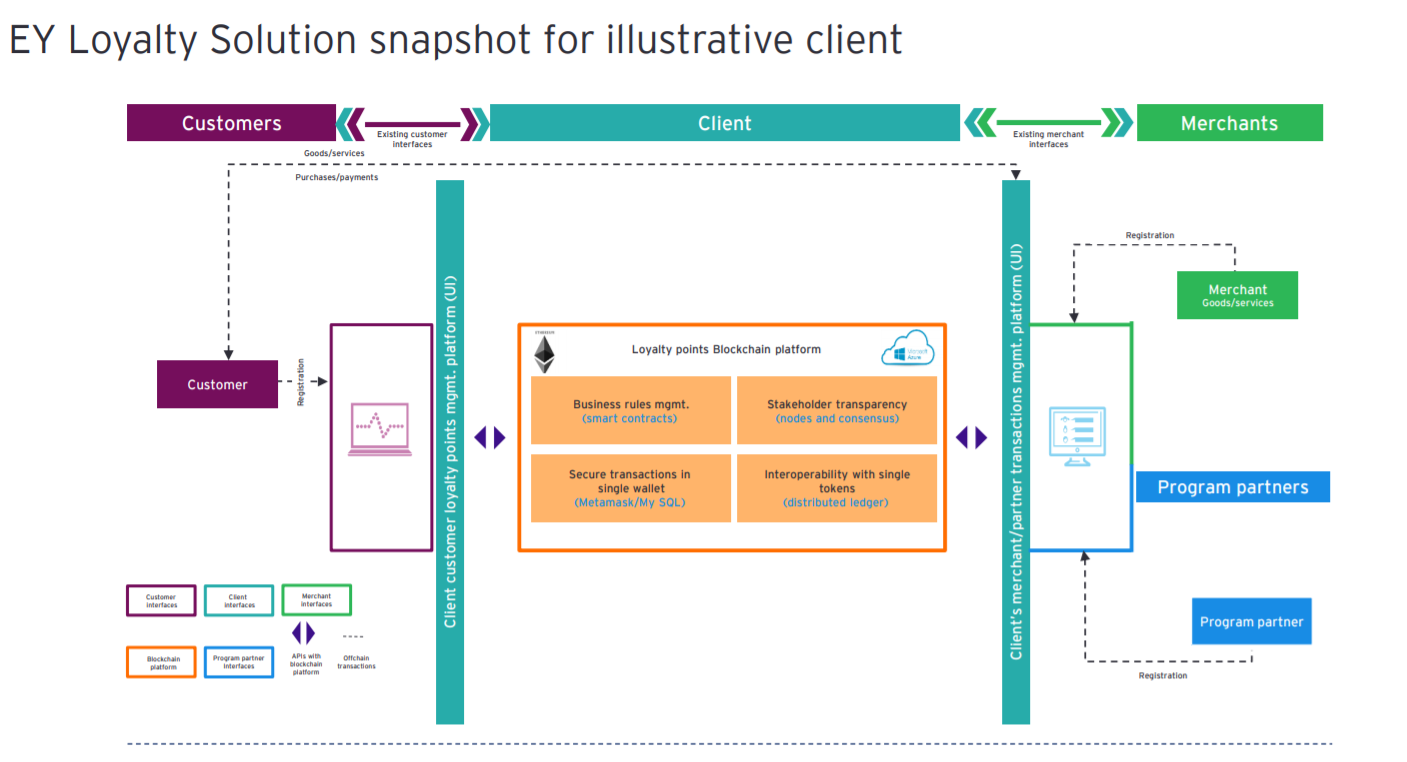 EY Loyalty Solution snapshot for illustrative client
Customers
Existing customer
interfaces
Client
Existing merchant
interfaces
Merchants
Goods/services
Purchases/payments
Client customer loyalty points mgmt. platform (UI)
Client's merchant/partner transactions mgmt. platform (UI)
Registration
Merchant
Goods/services
Customer
Registration
Loyalty points Blockchain platform
Microsoft
Azure
Business rules mgmt.
(smart contracts)
Stakeholder transparency
(nodes and consensus)
Secure transactions in
single wallet
(Metamask/My SQL)
Interoperability with single
tokens
(distributed ledger)
Program partners
Program partner
Registration
Customer
interfaces
Client
interfaces
Merchant
interfaces
Blockchain
platform
Program partner
interfaces
APIs with
blockchain
platform
Offchain
transactions